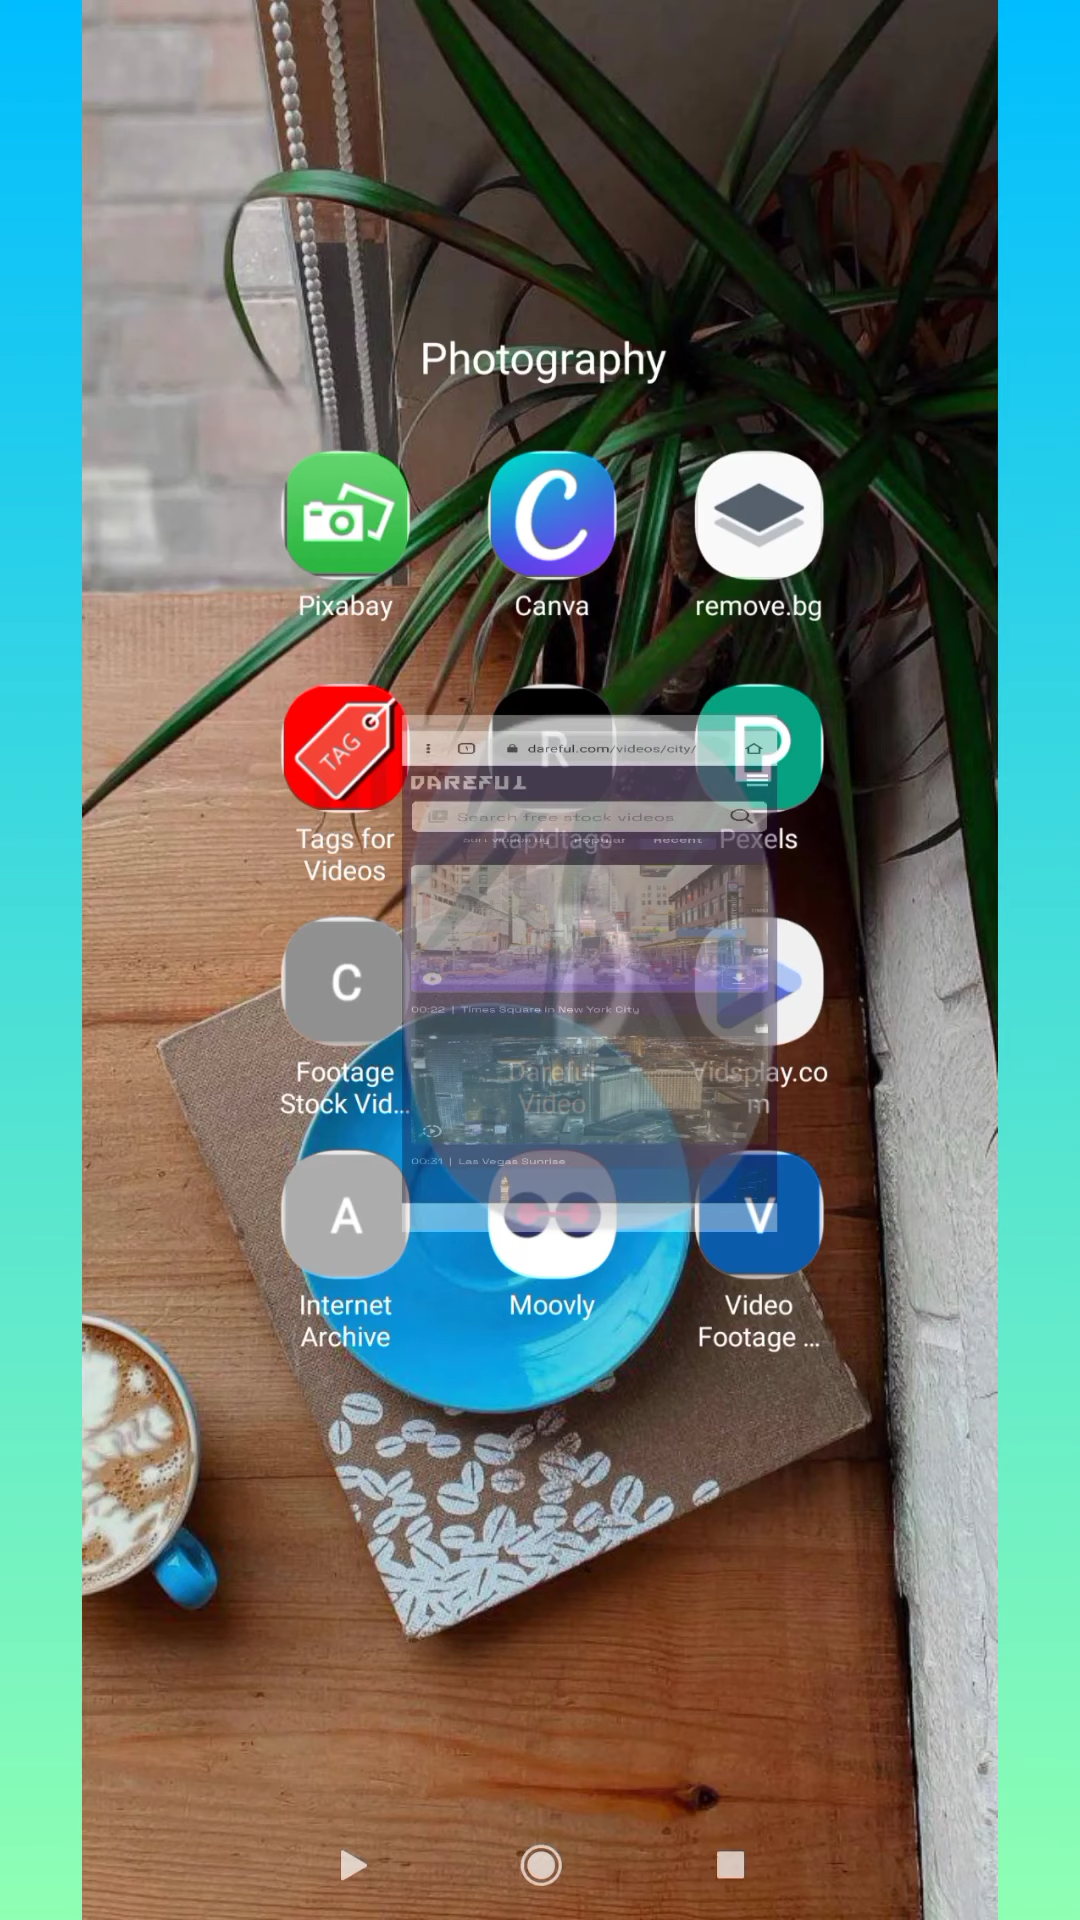 Photography
Pixabay
Canva
remove.bg
TAG
R
Tags for
Videos
Rapidtags
Pexels
dareful.com/videos/city/
DAREFUL
Search free stock videos
Popular
Recent
C
00:22 | Times Square in New York City
Footage
Stock Vid...
Dareful
Video
Vidsplay.co
m
00:31 | Las Vegas Sunrise
A
V
Internet
Archive
Moovly
Video
Footage ...